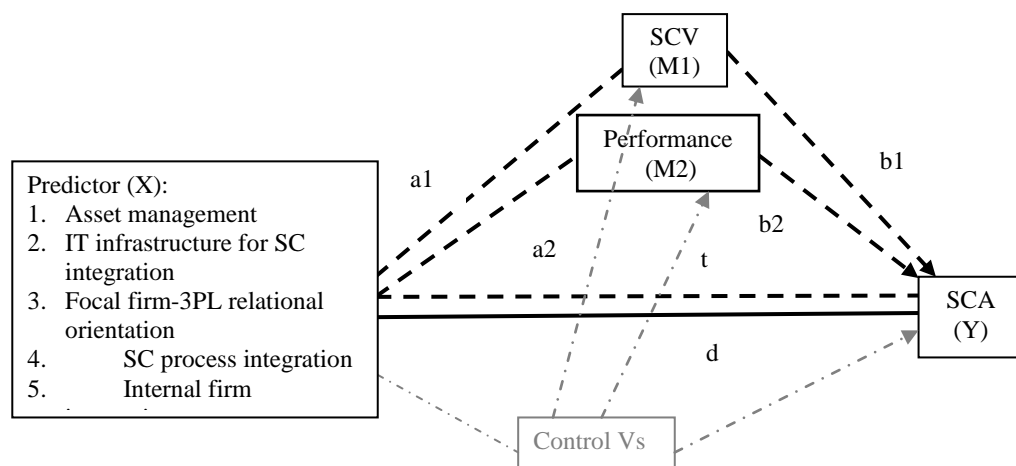 SCV
(M1)
Performance
(M2)
a1
b1
Predictor (X):
1. Asset management
2. IT infrastructure for SC
integration
3. Focal firm-3PL relational
orientation
4. SC process integration
5. Internal firm
a2
b2
t
SCA
(Y)
d
Control Vs